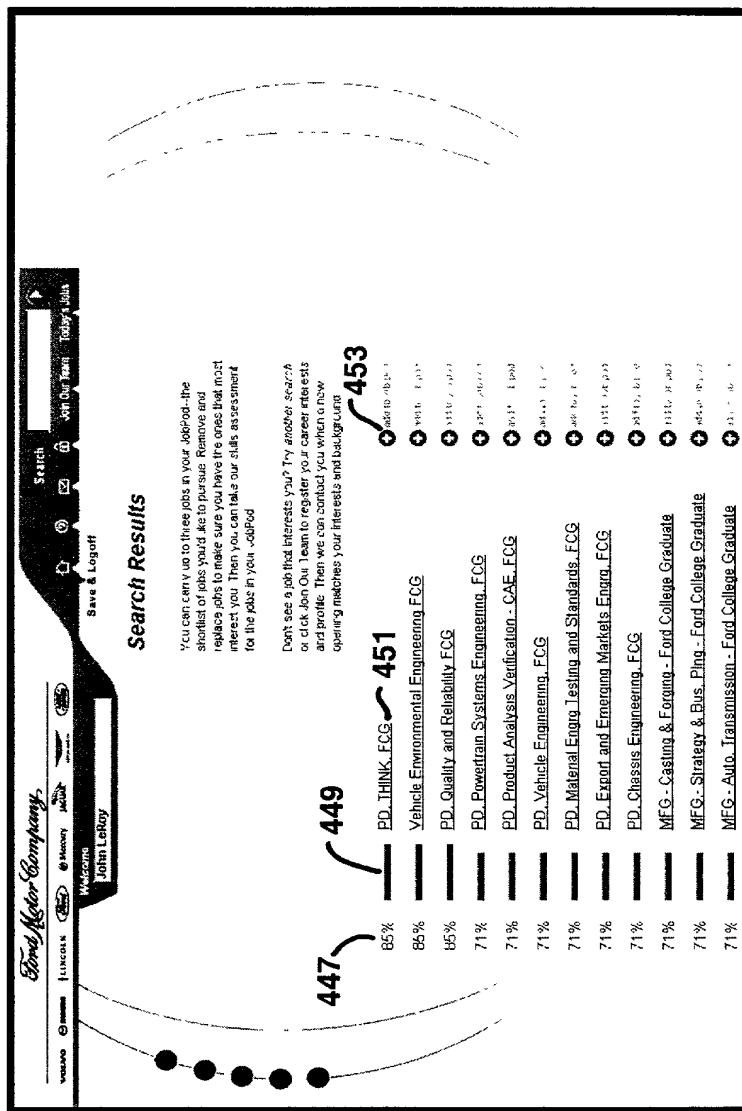 Ford Motor Company
VOLVO LINCOLN Ford Mercury JAGUAR
Search
Join Our Team Today's Jobs
Welcome
John LeRoy
Save & Logoff
Search Results
You can carry up to three jobs in your JobPod--the
shortlist of jobs you'd like to pursue. Remove and
replace jobs to make sure you have the ones that most
interest you. Then you can take our skills assessment
for the jobs in your JobPod
Don't see a job that interests you? Try another search
or click Join Our Team to register your career interests
and profile. Then we can contact you when a new
opening matches your interests and background
447 449 451 453
85% PD, THINK, FCG
86% Vehicle Environmental Engineering FCG
85% PD, Quality and Reliability FCG
71% PD, Powertrain Systems Engineering, FCG
71% PD, Product Analysis Verification - CAE, FCG
71% PD, Vehicle Engineering, FCG
71% PD, Material Engrg Testing and Standards, FCG
71% PD, Export and Emerging Markets Engrg, FCG
71% PD, Chassis Engineering, FCG
71% MFG - Casting & Forging - Ford College Graduate
71% MFG - Strategy & Bus. Plng - Ford College Graduate
71% MFG - Auto. Transmission - Ford College Graduate